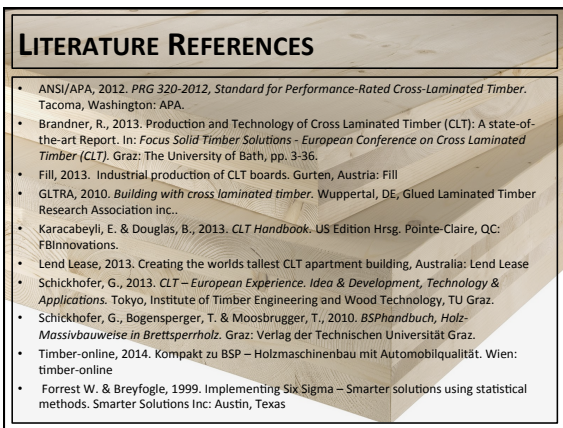 LITERATURE REFERENCES
• ANSI/APA, 2012. PRG 320-2012, Standard for Performance-Rated Cross-Laminated Timber.
Tacoma, Washington: APA.
• Brandner, R., 2013. Production and Technology of Cross Laminated Timber (CLT): A state-of-
the-art Report. In: Focus Solid Timber Solutions - European Conference on Cross Laminated
Timber (CLT). Graz: The University of Bath, pp. 3-36.
• Fill, 2013. Industrial production of CLT boards. Gurten, Austria: Fill
• GLTRA, 2010. Building with cross laminated timber. Wuppertal, DE, Glued Laminated Timber
Research Association inc..
• Karacabeyli, E. & Douglas, B., 2013. CLT Handbook. US Edition Hrsg. Pointe-Claire, QC:
FBInnovations.
• Lend Lease, 2013. Creating the worlds tallest CLT apartment building, Australia: Lend Lease
• Schickhofer, G., 2013. CLT – European Experience. Idea & Development, Technology &
Applications. Tokyo, Institute of Timber Engineering and Wood Technology, TU Graz.
• Schickhofer, G., Bogensperger, T. & Moosbrugger, T., 2010. BSPhandbuch, Holz-
Massivbauweise in Brettsperrholz. Graz: Verlag der Technischen Universität Graz.
• Timber-online, 2014. Kompakt zu BSP – Holzmaschinenbau mit Automobilqualität. Wien:
timber-online
• Forrest W. & Breyfogle, 1999. Implementing Six Sigma – Smarter solutions using statistical
methods. Smarter Solutions Inc: Austin, Texas